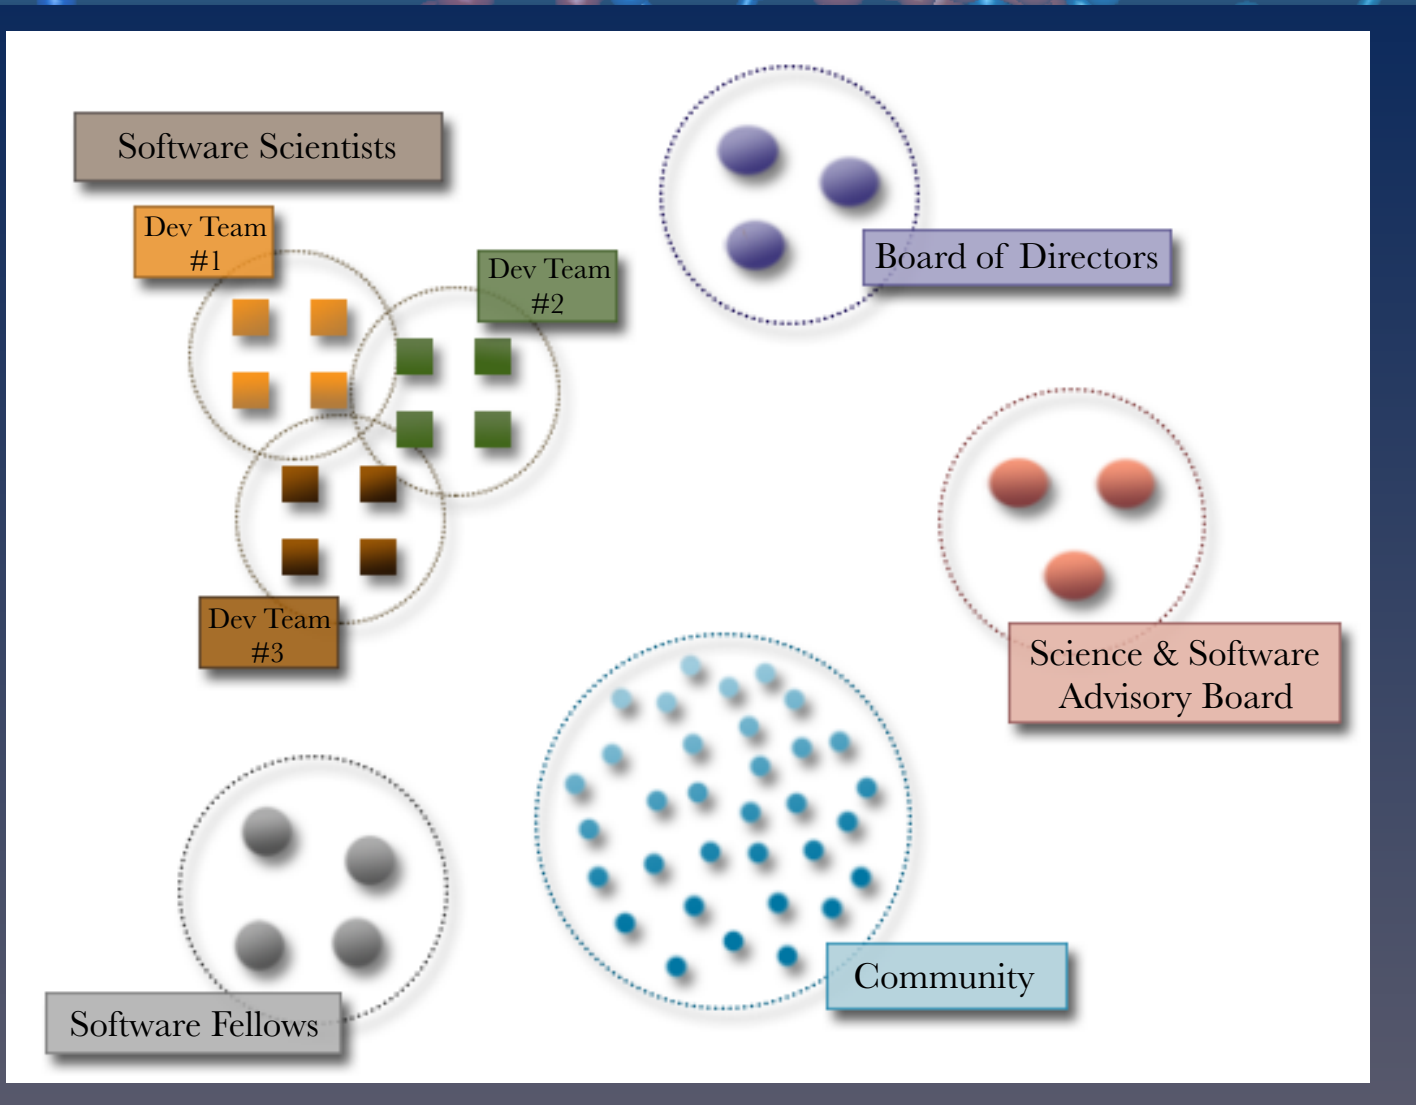 Software Scientists
Dev Team
#1
Dev Team
#2
Board of Directors
Dev Team
#3
Science & Software
Advisory Board
Community
Software Fellows